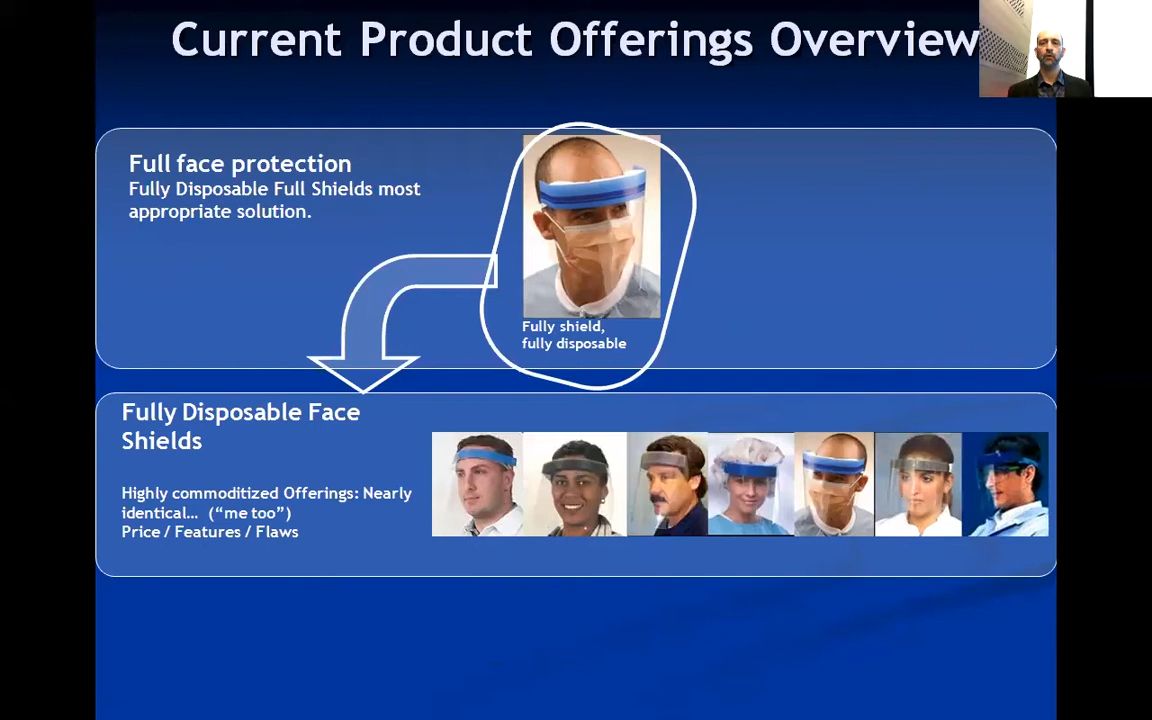 Current Product Offerings Overview
Full face protection
Fully Disposable Full Shields most
appropriate solution.
Fully shield,
fully disposable
Fully Disposable Face
Shields
Highly commoditized Offerings: Nearly
identical… (“me too”)
Price / Features / Flaws